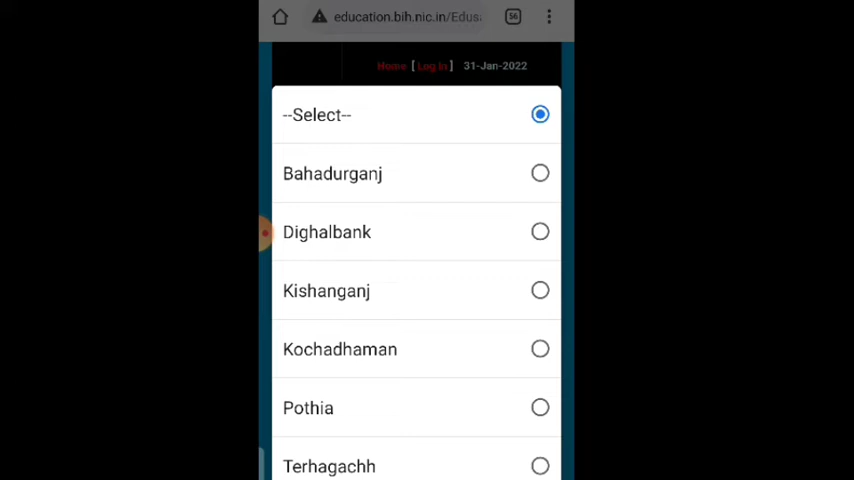 education.bih.nic.in/Edus
56
Home [ Log In ] 31-Jan-2022
--Select--
Bahadurganj
Dighalbank
Kishanganj
Kochadhaman
Pothia
Terhagachh